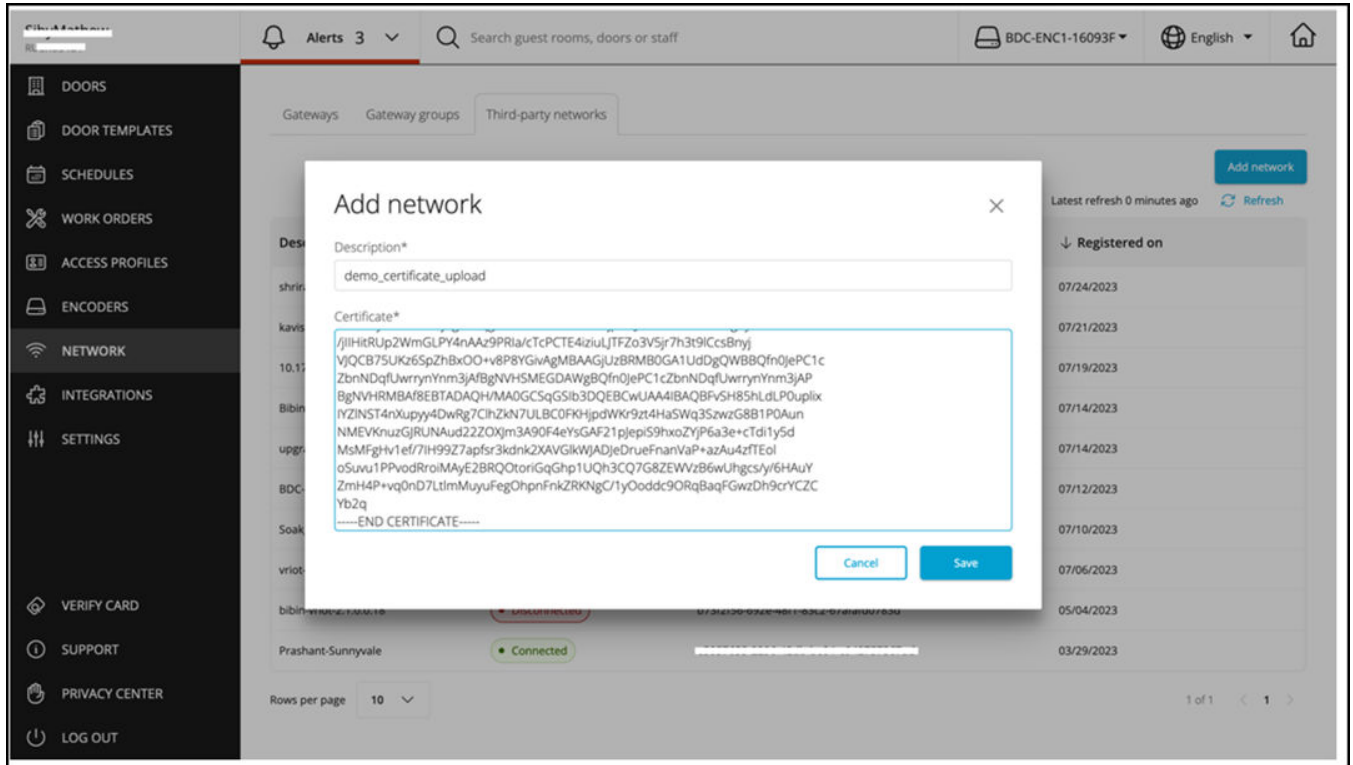 Alerts 3
Search guest rooms, doors or staff
BDC-ENC1-16093F
English
DOORS
DOOR TEMPLATES
SCHEDULES
WORK ORDERS
ACCESS PROFILES
ENCODERS
NETWORK
INTEGRATIONS
SETTINGS
VERIFY CARD
SUPPORT
PRIVACY CENTER
LOG OUT
Gateways Gateway groups Third-party networks
Add network
Latest refresh 0 minutes ago Refresh
Registered on
07/24/2023
07/21/2023
07/19/2023
07/14/2023
07/14/2023
07/12/2023
07/10/2023
07/06/2023
05/04/2023
Add network
Description*
demo_certificate_upload
Certificate*
/jIIHitRUp2WmGLPY4nAAz9PRIa/cTcPCTE4iziuLJTFZo3V5jr7h3t9lCcsBnyj
VJQCB75UKz6SpZhBxOO+v8P8YGivAgMBAAGjUzBRMB0GA1UdDgQWBBQfn0JePC1c
ZbnNDqfUwrrynYnm3jAfBgNVHSMEGDAWgBQfn0JePC1cZbnNDqfUwrrynYnm3jAP
BgNVHRMBAf8EBTADAQH/MA0GCSqGSIb3DQEBCwUAA4IBAQBFvSH85hLdLP0uplix
IYZINST4nXupyy4DwRg7ClhZkN7ULBC0FKHjpdWKr9zt4HaSWq3SzwzG8B1P0Aun
NMEVKnuzGJRUNAud22ZOXJm3A90F4eYsGAF21pJepiS9hxoZYjP6a3e+cTdi1y5d
MsMFgHv1ef/7IH99Z7apfsr3kdnk2XAVGlkWJADJeDrueFnanVaP+azAu4zfTEol
oSuvu1PPvodRroiMAyE2BRQOtoriGqGhp1UQh3CQ7G8ZEWVzB6wUhgcs/y/6HAuY
ZmH4P+vq0nD7LtlmMuyuFegOhpnFnkZRKNgC/1yOoddc9ORqBaqFGwzDh9crYCZC
Yb2q
-----END CERTIFICATE-----
Cancel Save
Prashant-Sunnyvale Connected 03/29/2023
Rows per page 10
1 of 1 1